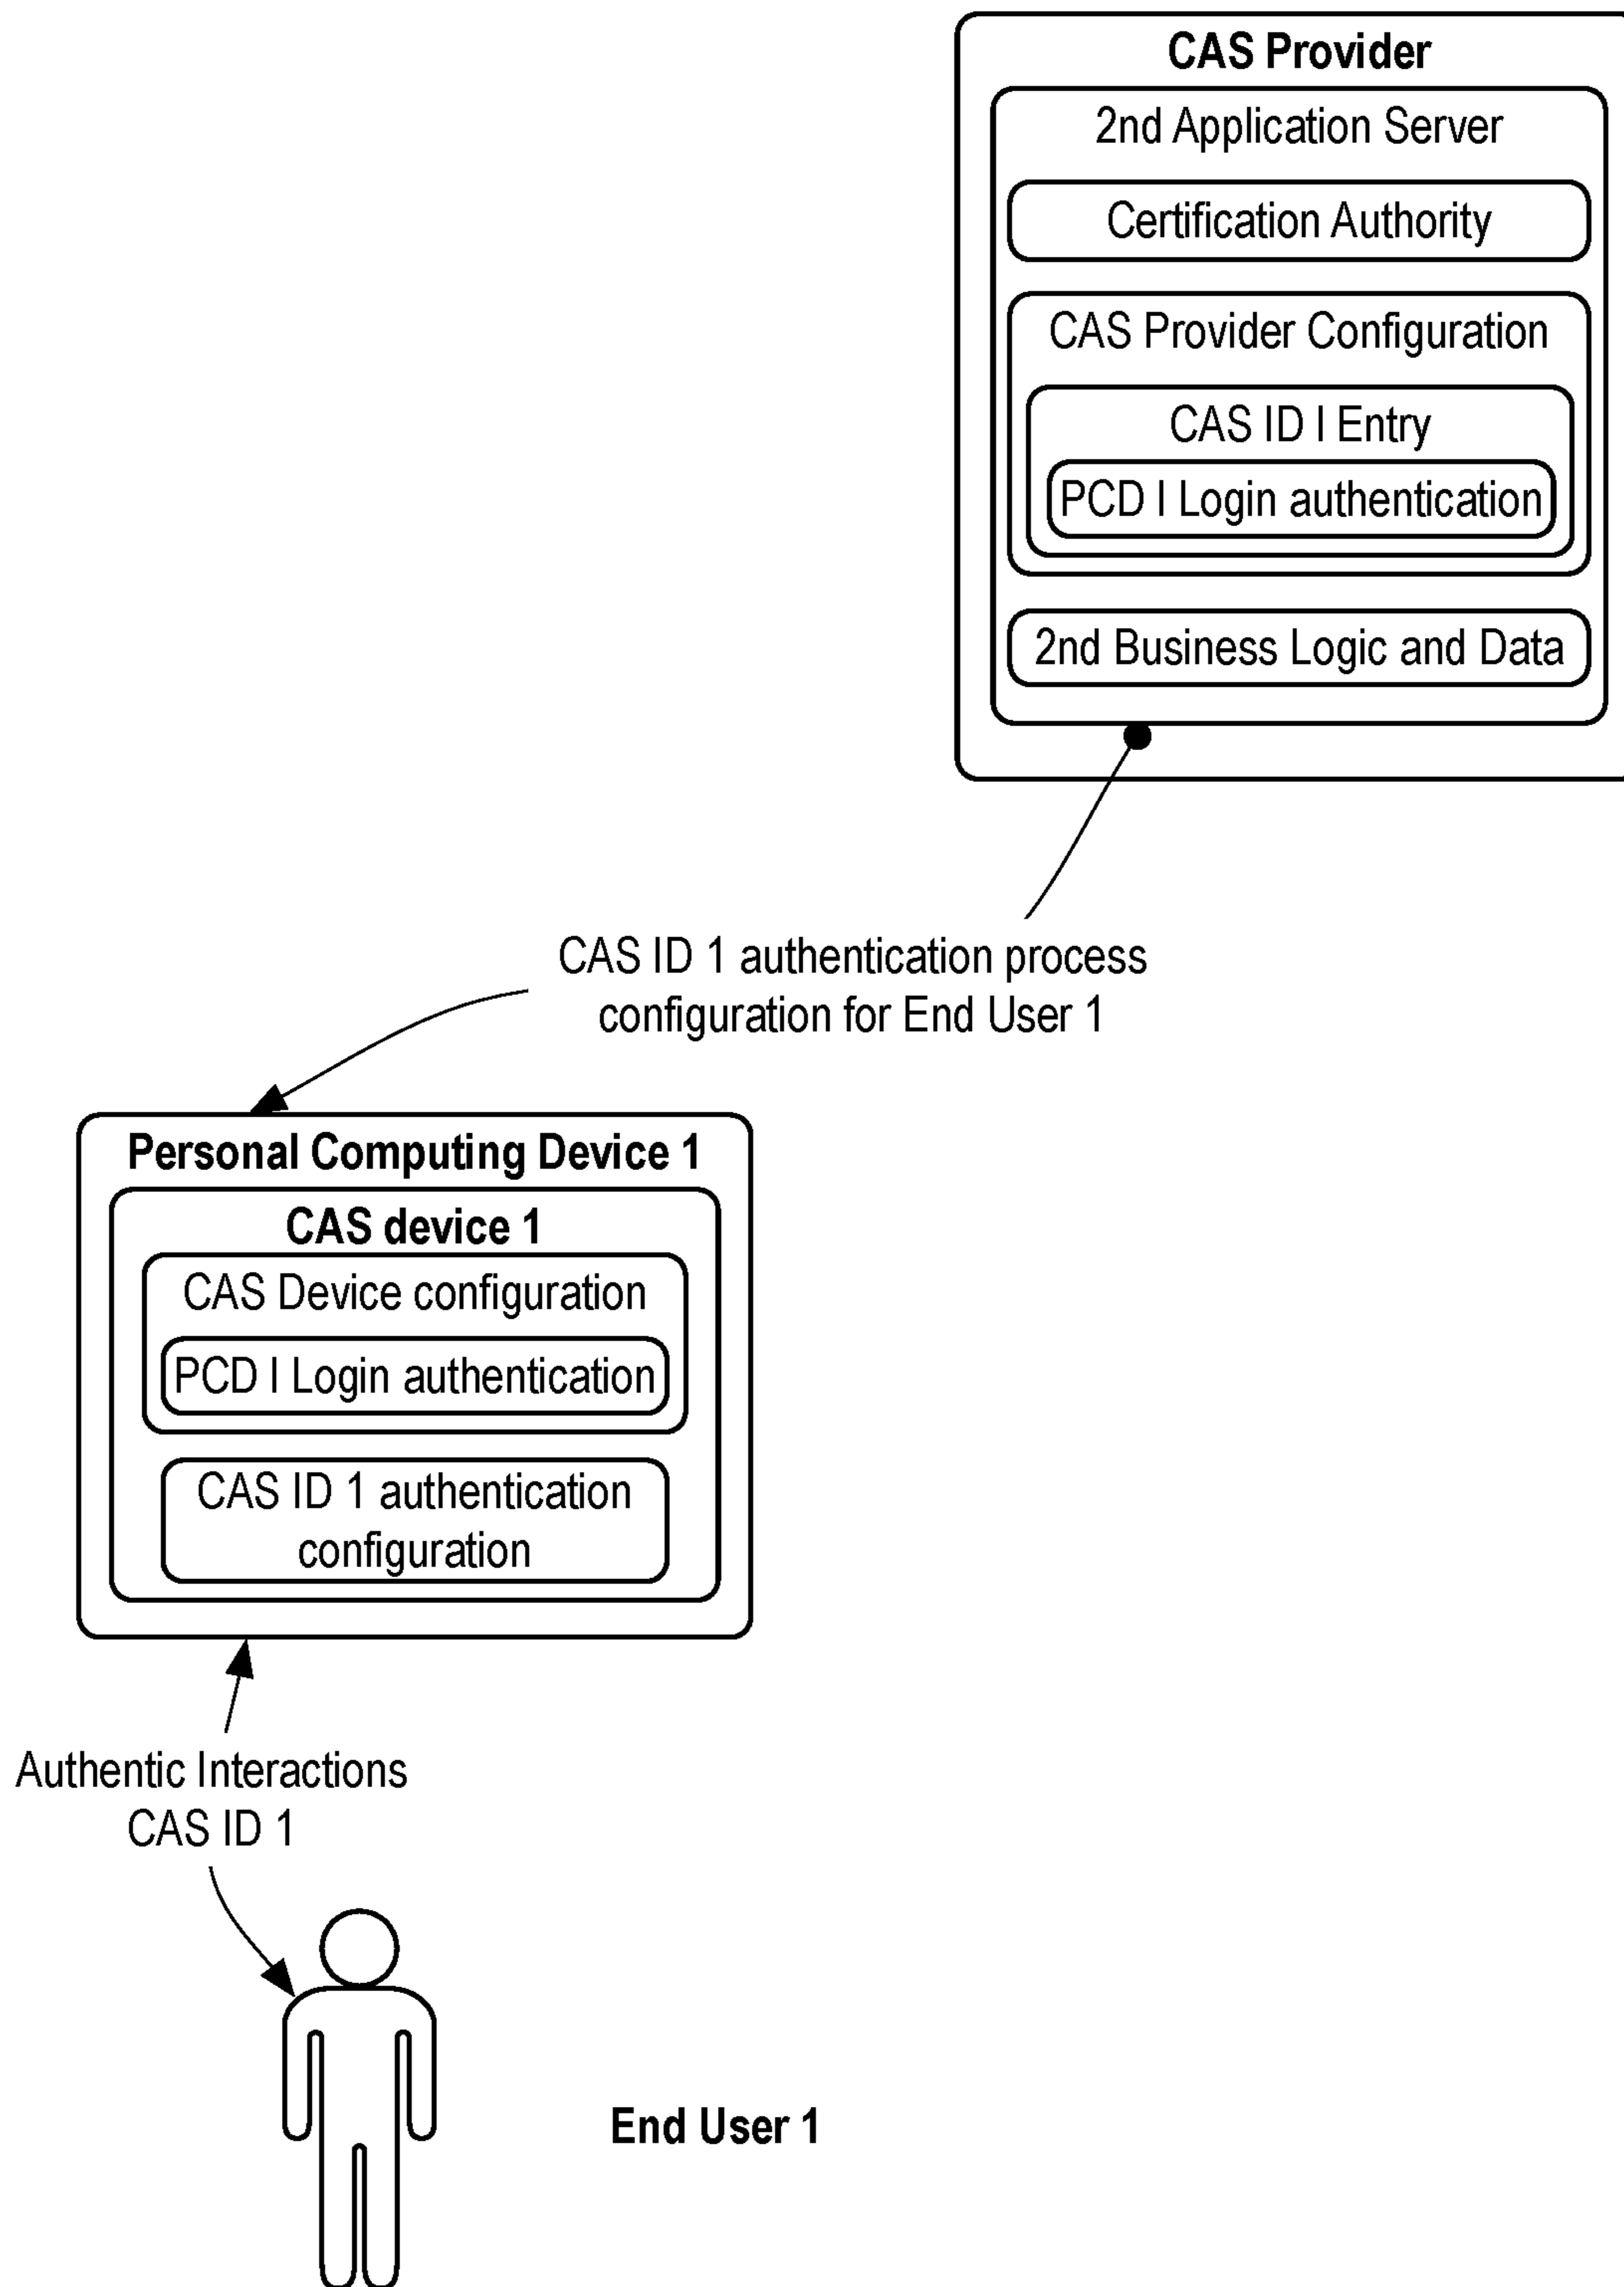 CAS Provider
2nd Application Server
Certification Authority
CAS Provider Configuration
CAS ID I Entry
PCD I Login authentication
2nd Business Logic and Data
CAS ID 1 authentication process
configuration for End User 1
Personal Computing Device 1
CAS device 1
CAS Device configuration
PCD I Login authentication
CAS ID 1 authentication
configuration
Authentic Interactions
CAS ID 1
End User 1